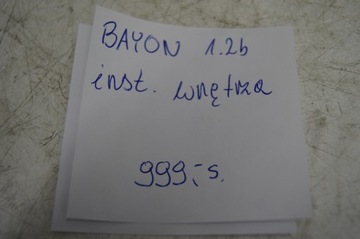 BAYON 1.2b
inst. wnętrza
999,- s.